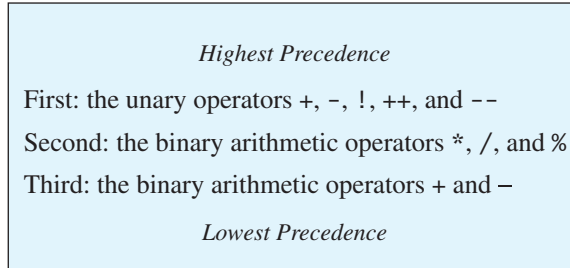 Highest Precedence
First: the unary operators +, -, !, ++, and --
Second: the binary arithmetic operators *, /, and %
Third: the binary arithmetic operators + and –
Lowest Precedence